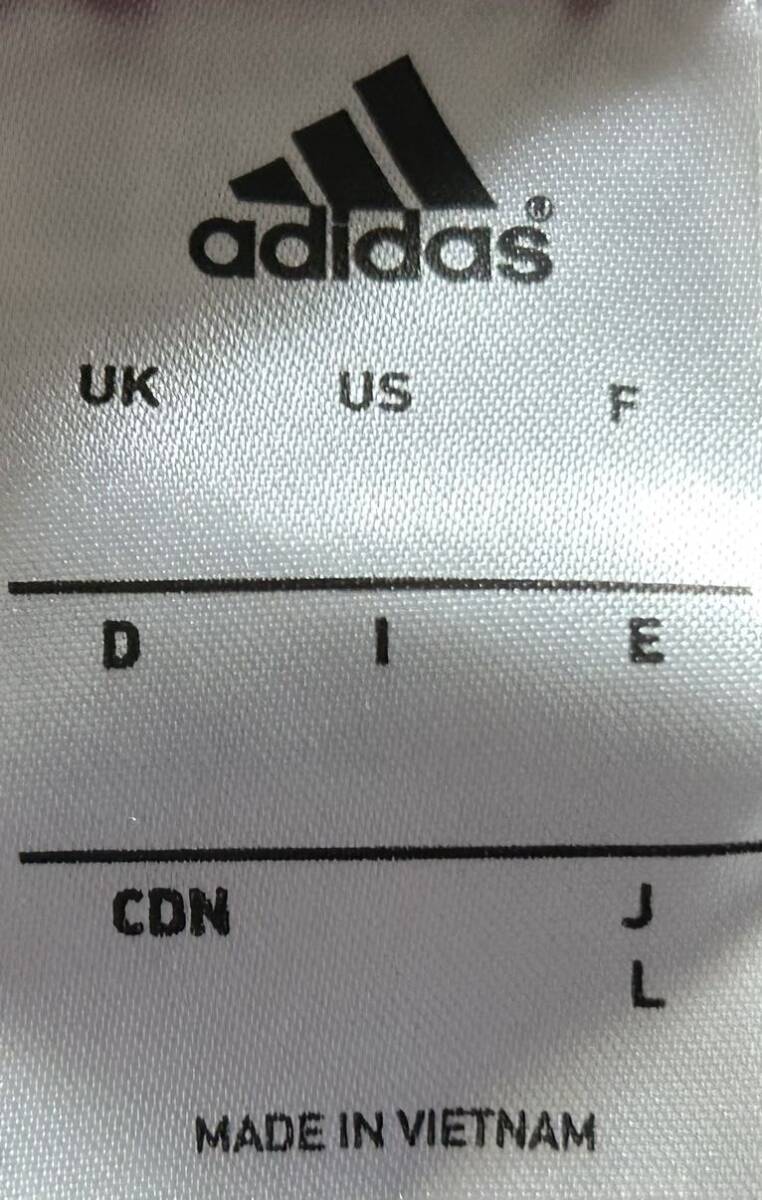 adidas®
UK US F
D I E
CDN J
L
MADE IN VIETNAM